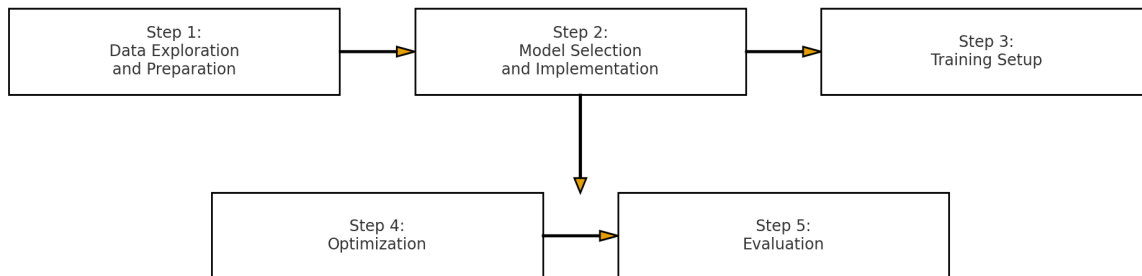 Step 1:
Data Exploration
and Preparation
Step 2:
Model Selection
and Implementation
Step 3:
Training Setup
Step 4:
Optimization
Step 5:
Evaluation